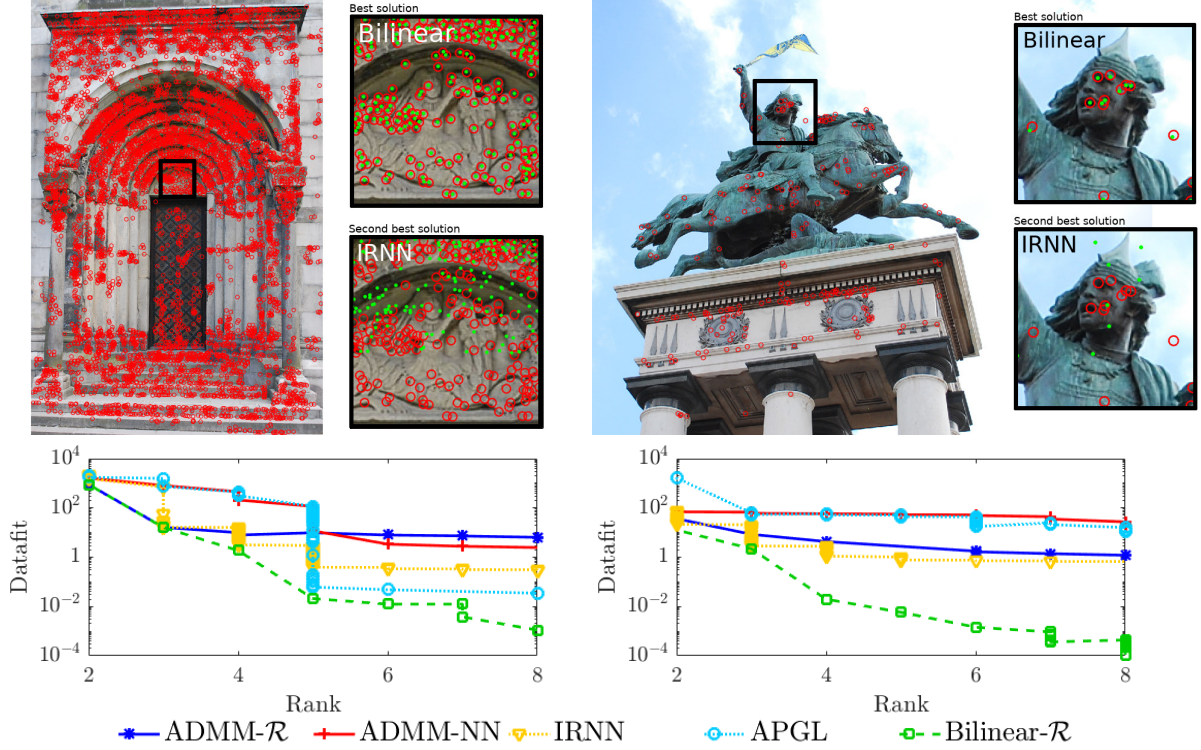 Best solution
Bilinear
Second best solution
IRNN
Best solution
Bilinear
Second best solution
IRNN
10^4
10^2
1
10^−2
10^−4
Datafit
2 4 6 8
Rank
10^4
10^2
1
10^−2
10^−4
Datafit
2 4 6 8
Rank
ADMM-ℛ ADMM-NN IRNN APGL Bilinear-ℛ